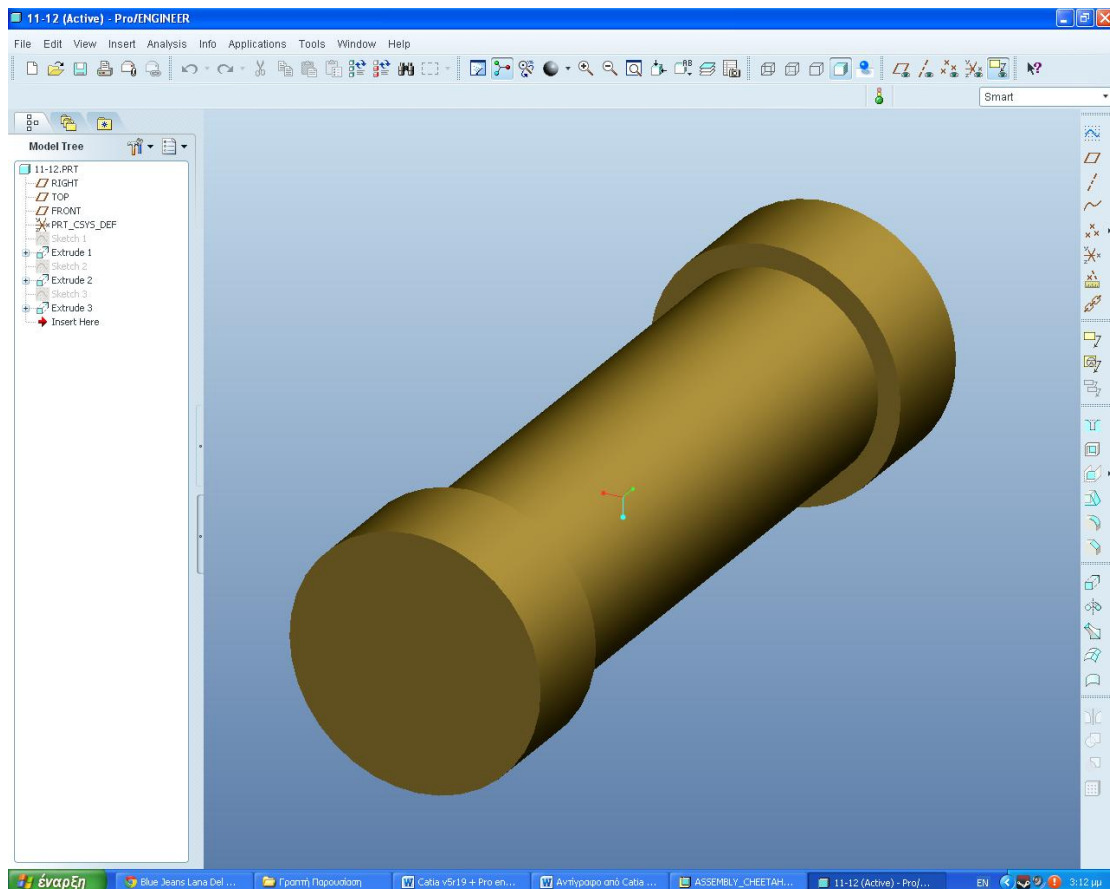 11-12 (Active) - Pro/ENGINEER
File Edit View Insert Analysis Info Applications Tools Window Help
Smart
Model Tree
11-12.PRT
RIGHT
TOP
FRONT
PRT_CSYS_DEF
Sketch 1
Extrude 1
Sketch 2
Extrude 2
Sketch 3
Extrude 3
Insert Here
έναρξη Blue Jeans Lana Del ... Γραπτή Παρουσίαση Catia v5r19 + Pro en... Αντίγραφο από Catia ... ASSEMBLY_CHEETAH... 11-12 (Active) - Pro/... EN 3:12 μμ